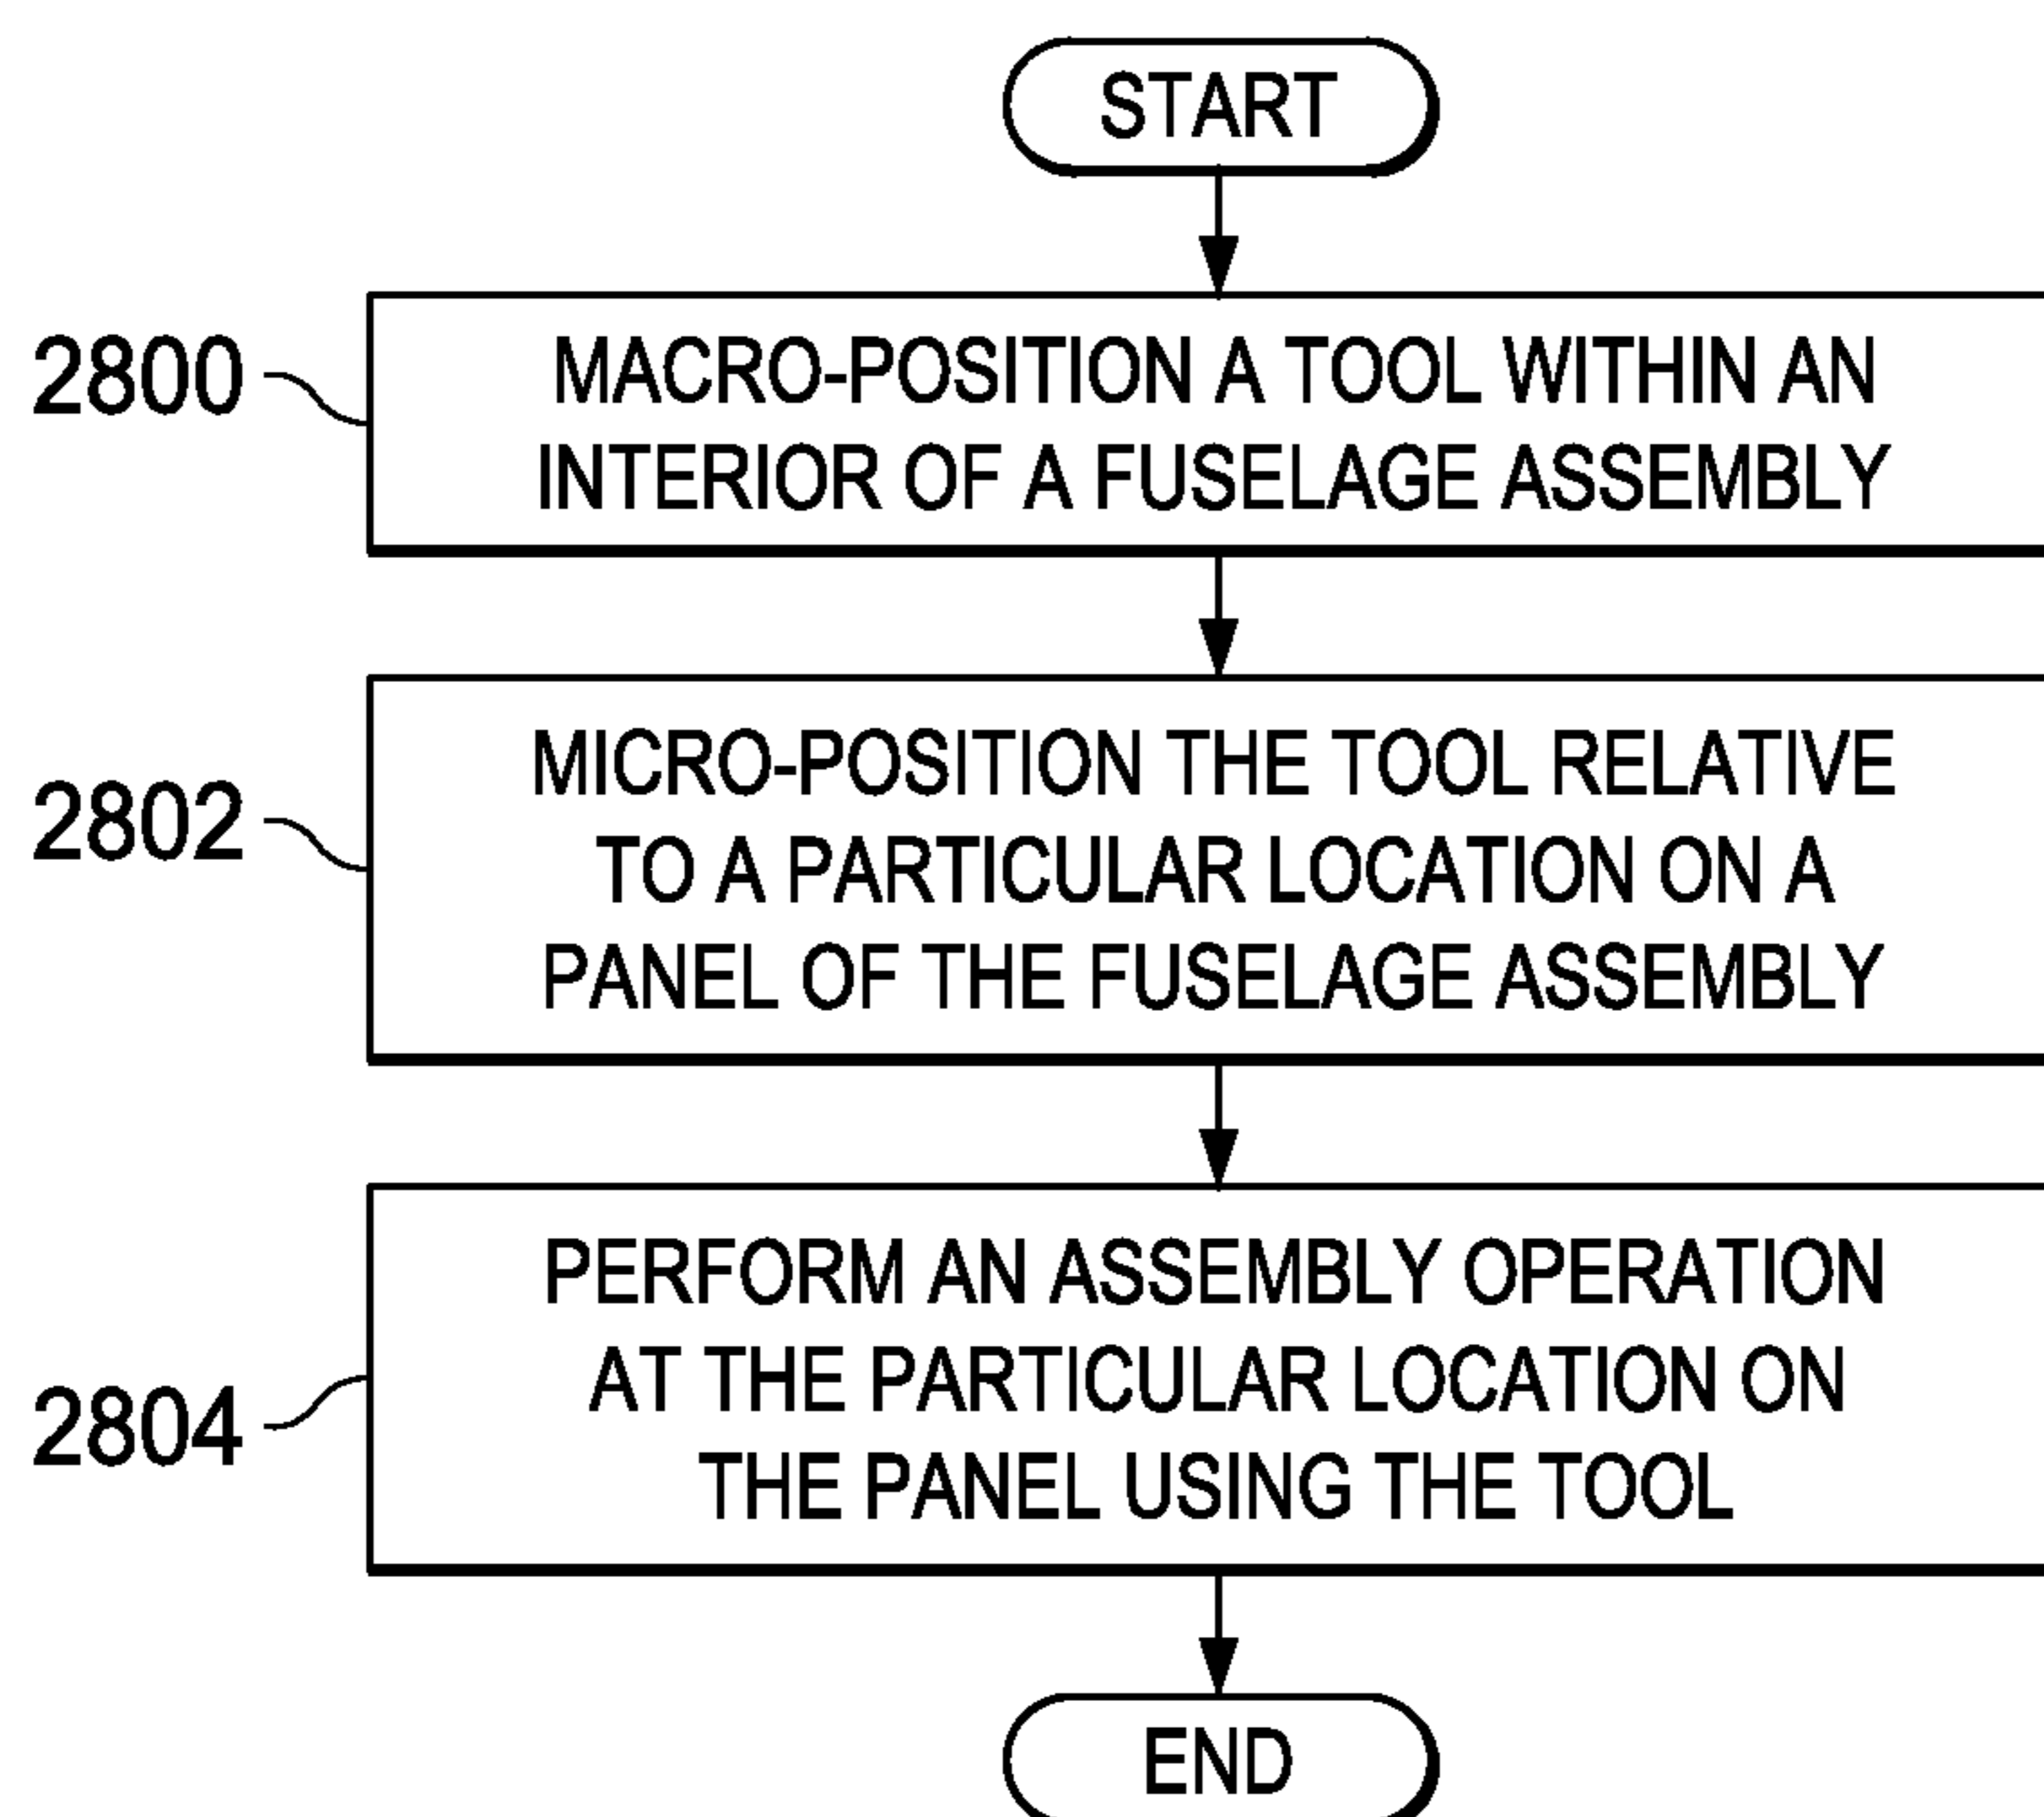 START
2800
MACRO-POSITION A TOOL WITHIN AN
INTERIOR OF A FUSELAGE ASSEMBLY
2802
MICRO-POSITION THE TOOL RELATIVE
TO A PARTICULAR LOCATION ON A
PANEL OF THE FUSELAGE ASSEMBLY
2804
PERFORM AN ASSEMBLY OPERATION
AT THE PARTICULAR LOCATION ON
THE PANEL USING THE TOOL
END